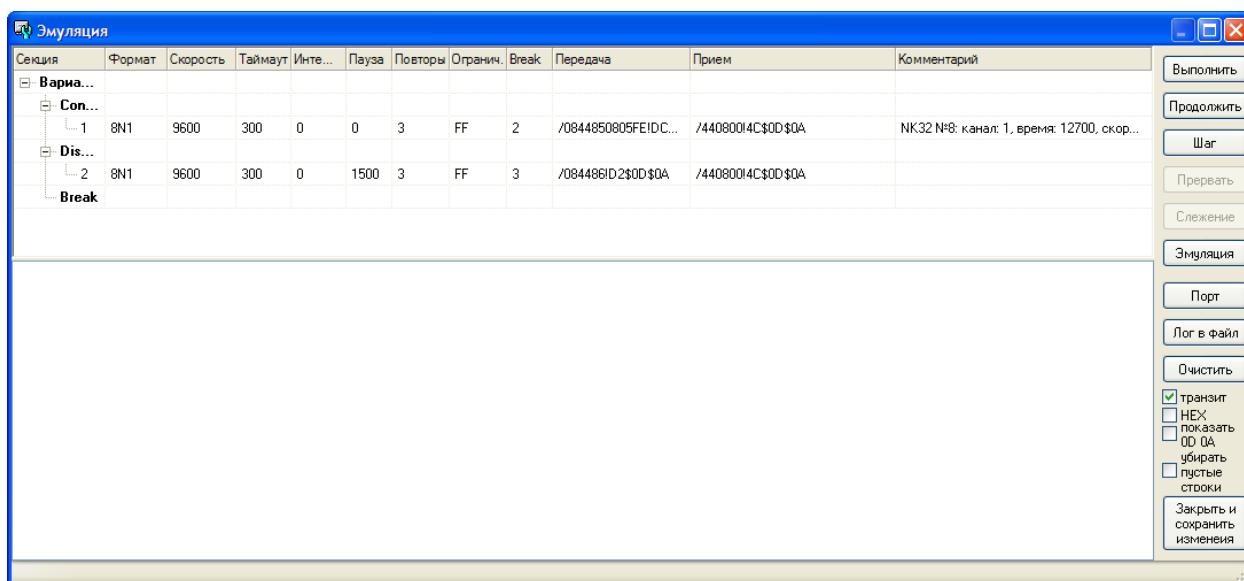 Эмуляция
Секция Формат Скорость Таймаут Инте... Пауза Повторы Огранич. Break Передача Прием Комментарий
Вариа...
Con...
1 8N1 9600 300 0 0 3 FF 2 /0844850805FE!DC... /440800!4C$0D$0A NK32 №8: канал: 1, время: 12700, скор...
Dis...
2 8N1 9600 300 0 1500 3 FF 3 /084486!D2$0D$0A /440800!4C$0D$0A
Break
Выполнить
Продолжить
Шаг
Прервать
Слежение
Эмуляция
Порт
Лог в файл
Очистить
транзит
HEX
показать
0D 0A
убирать
пустые
строки
Закрыть и
сохранить
изменеия